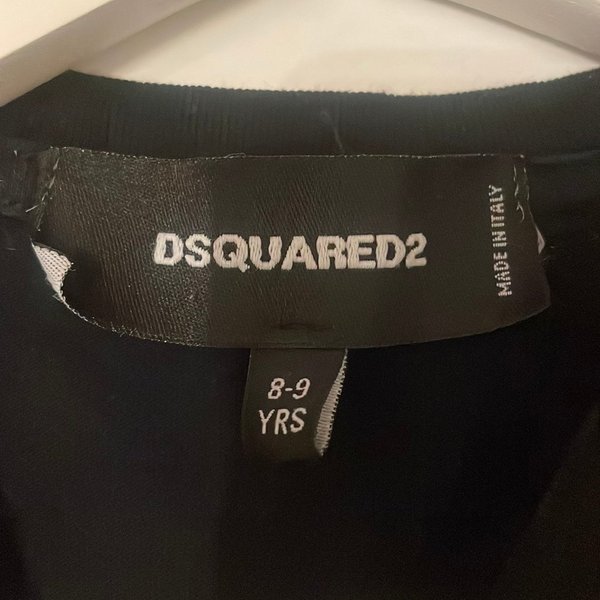 DSQUARED2
MADE IN ITALY
8-9
YRS